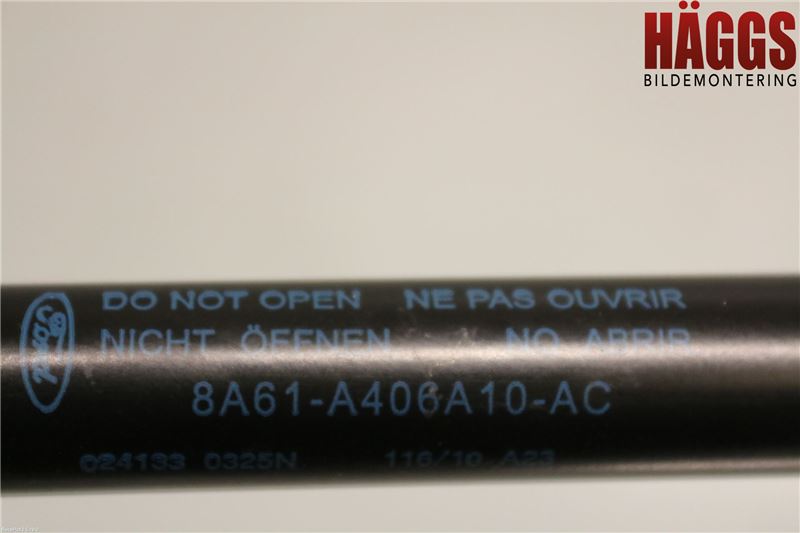 HÄGGS
BILDEMONTERING
DO NOT OPEN NE PAS OUVRIR
NICHT ÖFFNEN NO ABRIR
Ford
8A61-A406A10-AC
024133 0325N 116/10 A23